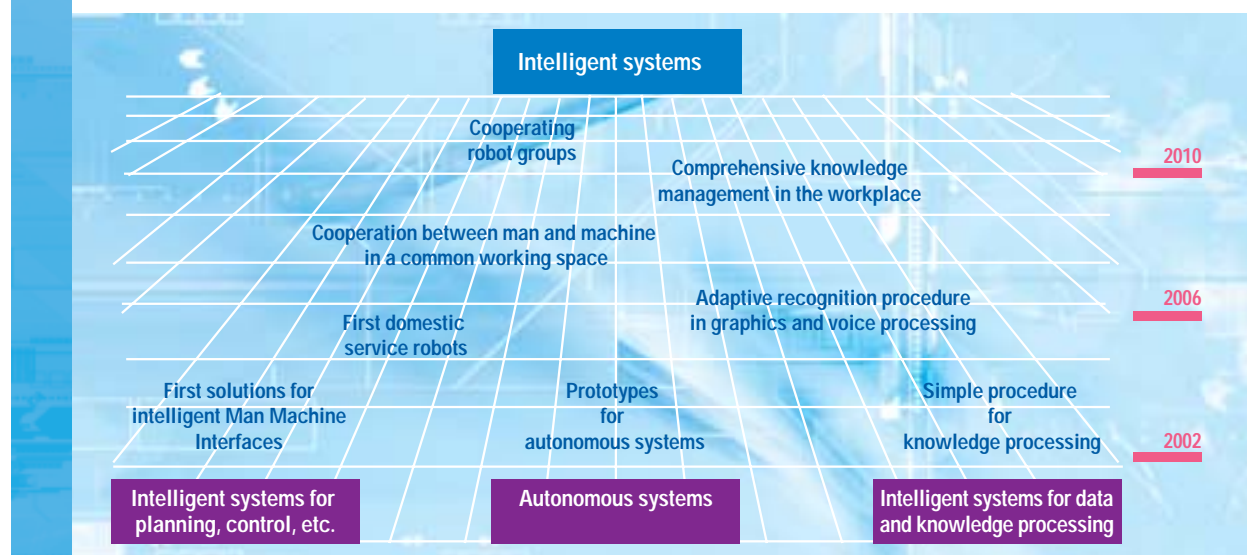 Intelligent systems
Cooperating
robot groups
Comprehensive knowledge
management in the workplace
2010
Cooperation between man and machine
in a common working space
Adaptive recognition procedure
in graphics and voice processing
2006
First domestic
service robots
First solutions for
intelligent Man Machine
Interfaces
Prototypes
for
autonomous systems
Simple procedure
for
knowledge processing
2002
Intelligent systems for
planning, control, etc.
Autonomous systems
Intelligent systems for data
and knowledge processing